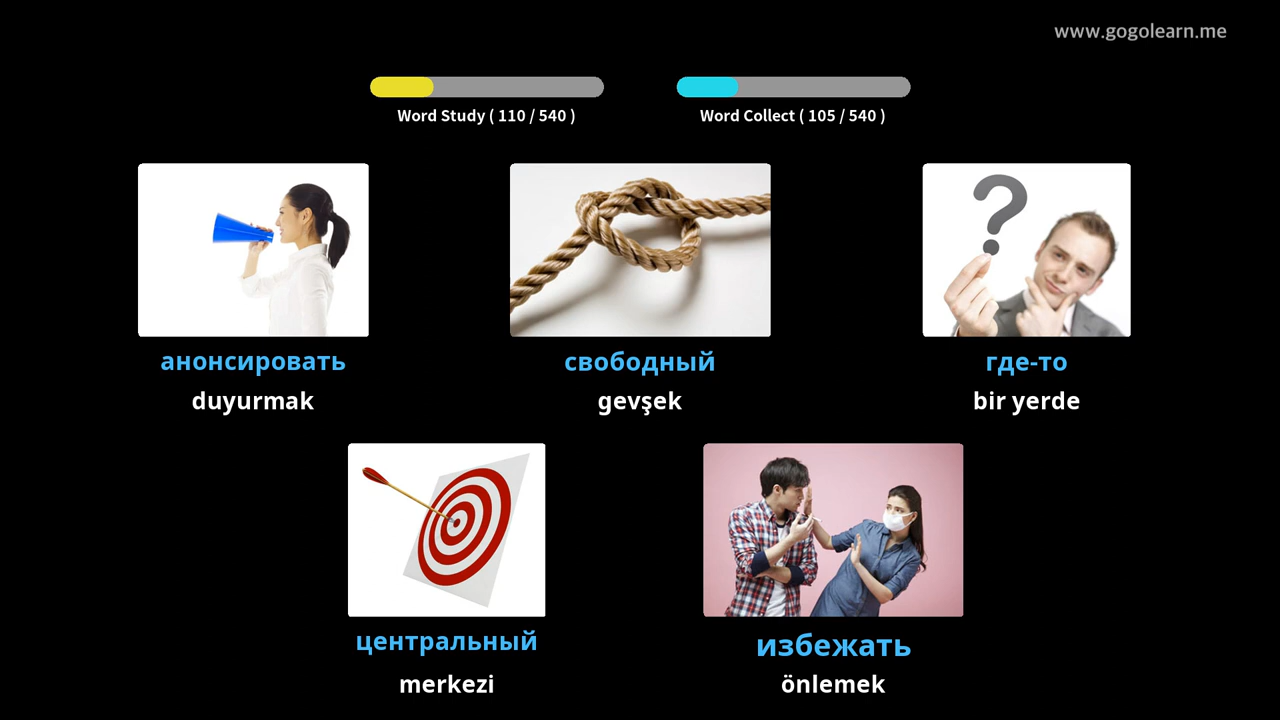 www.gogolearn.me
Word Study ( 110 / 540 )
Word Collect ( 105 / 540 )
анонсировать
duyurmak
свободный
gevşek
где-то
bir yerde
центральный
merkezi
избежать
önlemek